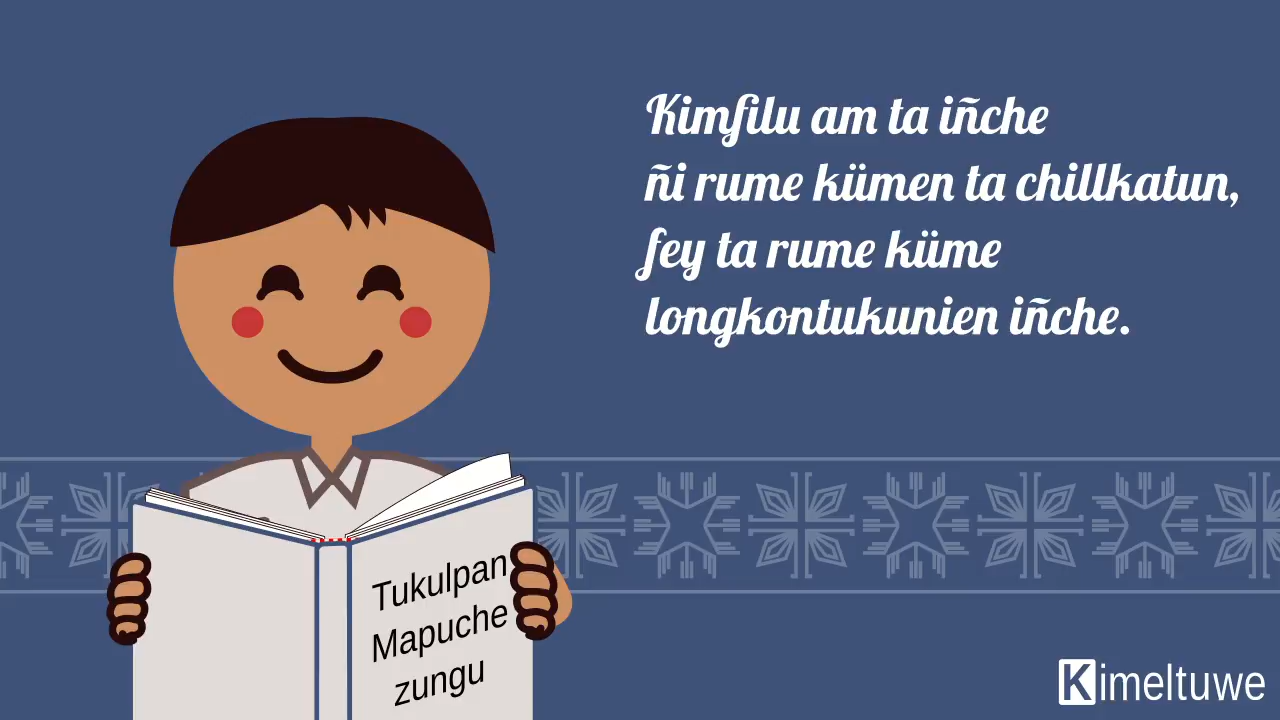 Kimfilu am ta iñche
ñi rume kümen ta chillkatun,
fey ta rume küme
longkontukunien iñche.
Tukulpan
Mapuche
zungu
Kimeltuwe